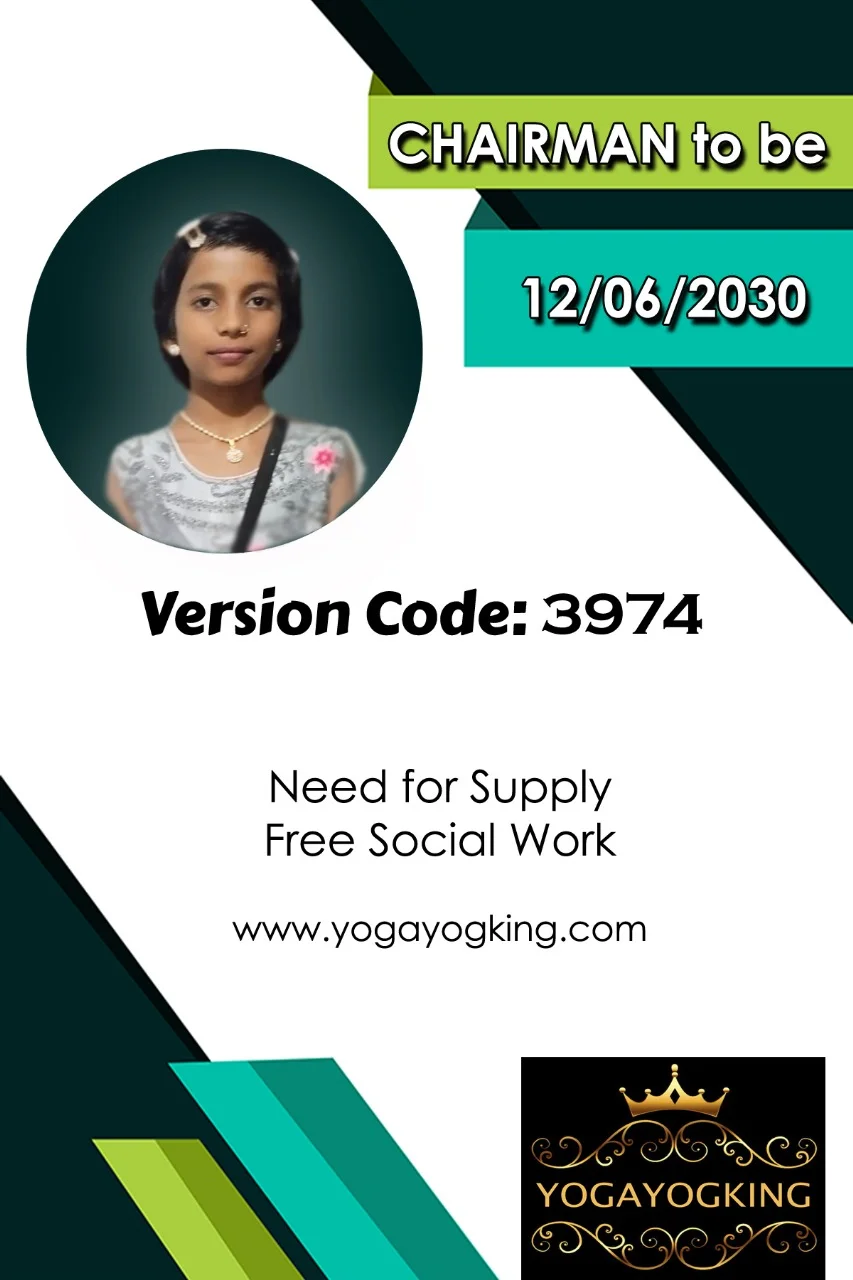 CHAIRMAN to be
12/06/2030
Version Code: 3974
Need for Supply
Free Social Work
www.yogayogking.com
YOGAYOGKING